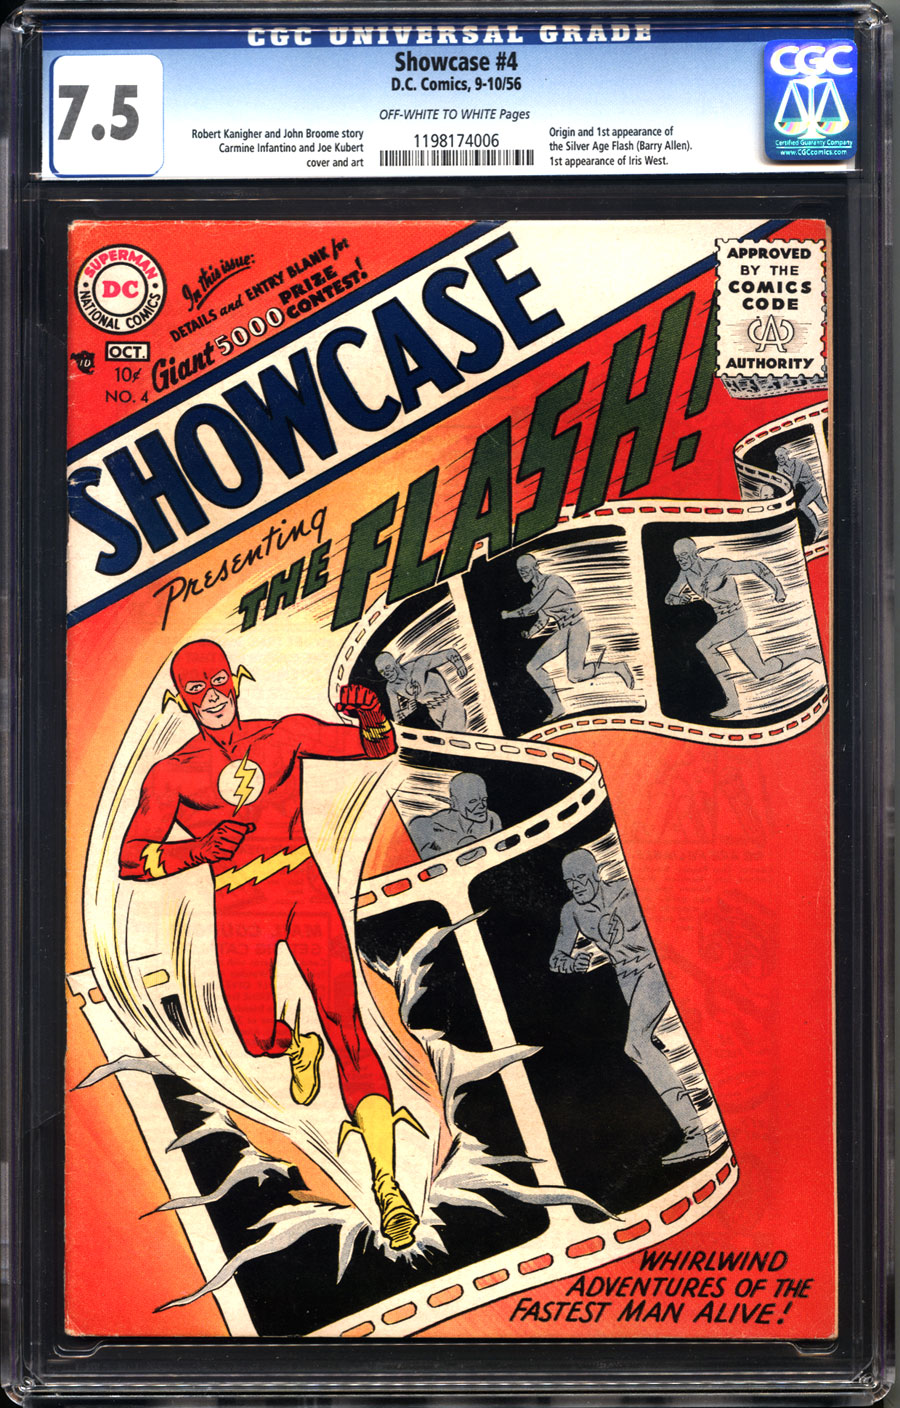 CGC UNIVERSAL GRADE
7.5
Showcase #4
D.C. Comics, 9-10/56
OFF-WHITE TO WHITE Pages
Robert Kanigher and John Broome story
Carmine Infantino and Joe Kubert
cover and art
1198174006
Origin and 1st appearance of
the Silver Age Flash (Barry Allen).
1st appearance of Iris West.
CGC
Certified Guaranty Company
www.CGCcomics.com
SUPERMAN
DC
NATIONAL COMICS
In this issue:
DETAILS and ENTRY BLANK for
Giant 5000 PRIZE
CONTEST!
OCT.
10¢
NO. 4
SHOWCASE
APPROVED
BY THE
COMICS
CODE
CA
AUTHORITY
Presenting
THE FLASH!
WHIRLWIND
ADVENTURES OF THE
FASTEST MAN ALIVE!